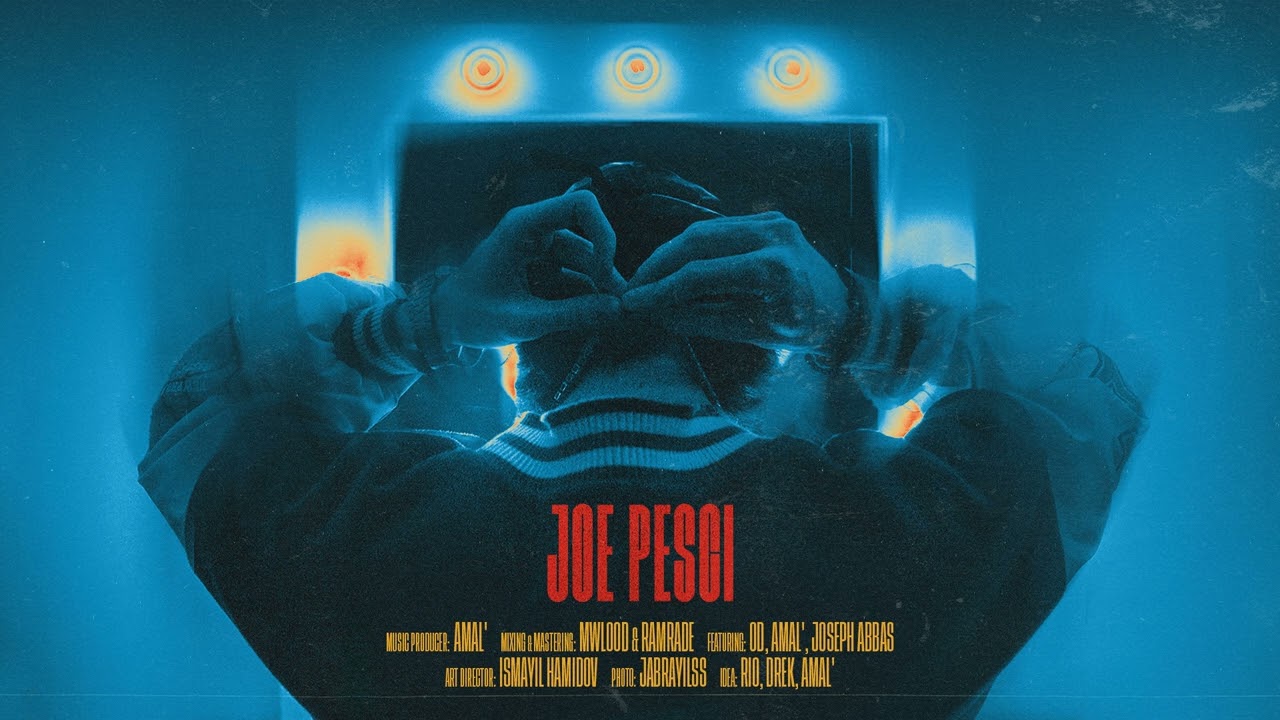 JOE PESCI
MUSIC PRODUCER: AMAL' MIXING & MASTERING: MWLOOD & RAMRADE FEATURING: OD, AMAL', JOSEPH ABBAS
ART DIRECTOR: ISMAYIL HAMIDOV PHOTO: JABRAYILSS IDEA: RIO, DREK, AMAL'